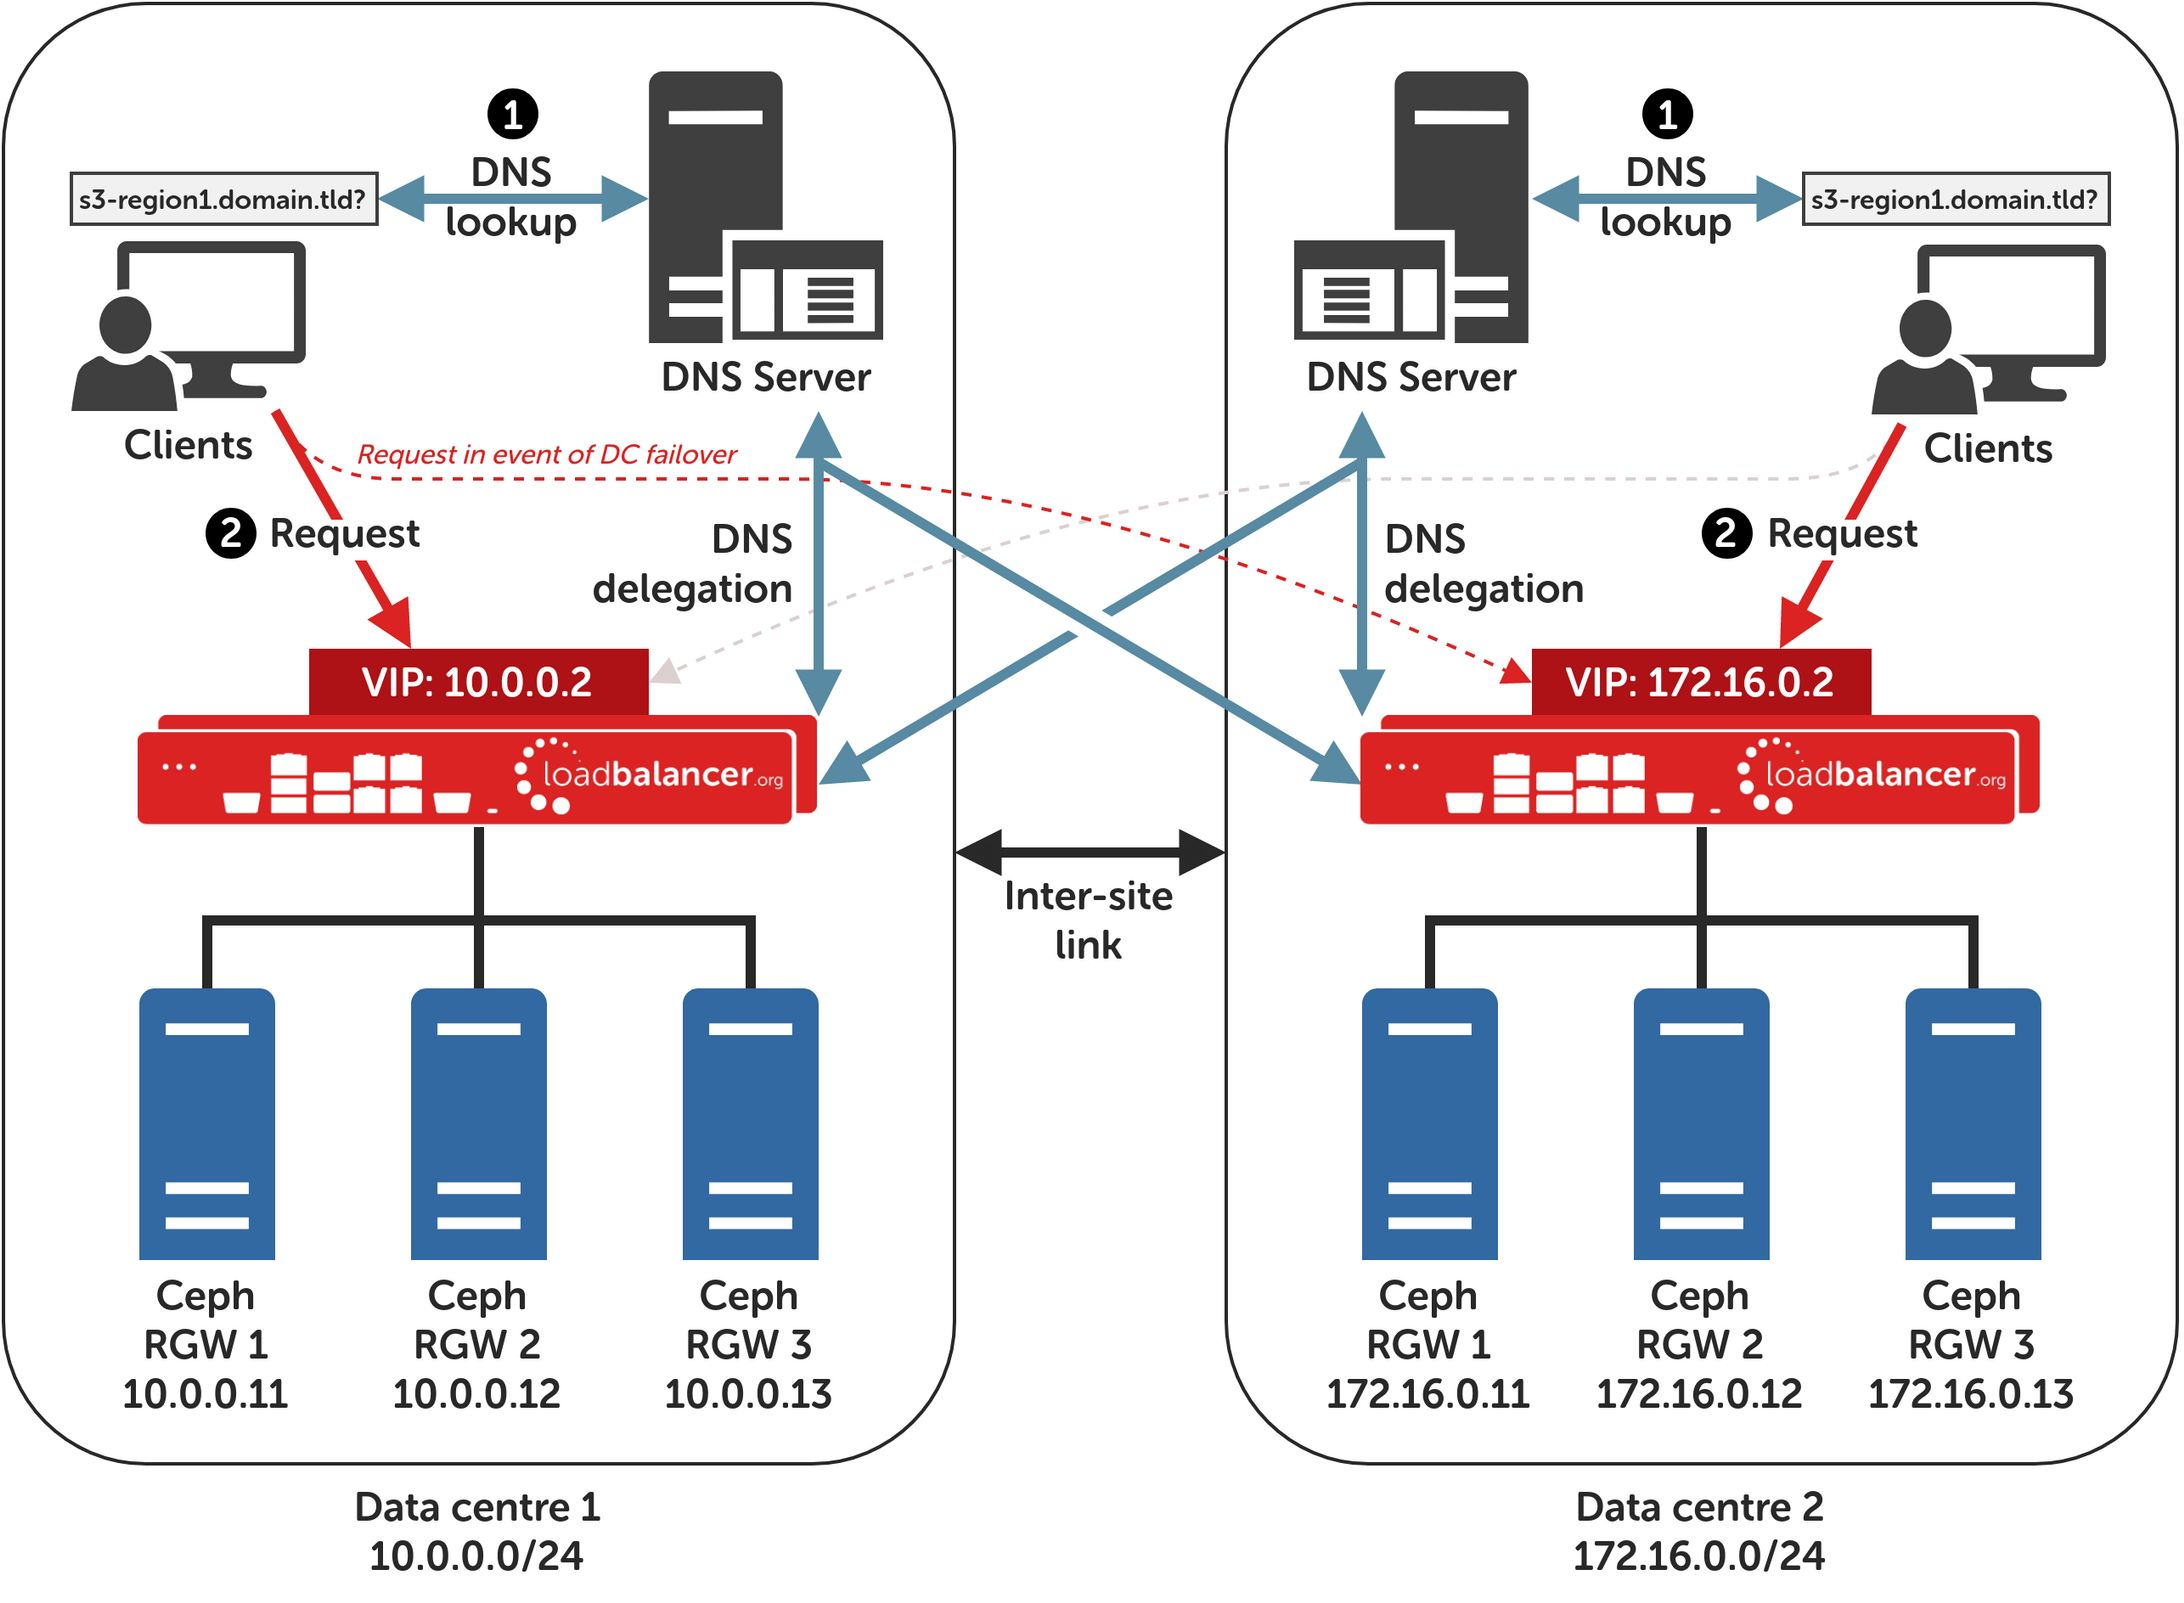 1
DNS
lookup
s3-region1.domain.tld?
DNS Server
Clients
Request in event of DC failover
2 Request
DNS
delegation
VIP: 10.0.0.2
loadbalancer.org
Ceph
RGW 1
10.0.0.11
Ceph
RGW 2
10.0.0.12
Ceph
RGW 3
10.0.0.13
Data centre 1
10.0.0.0/24
Inter-site
link
1
DNS
lookup
s3-region1.domain.tld?
DNS Server
Clients
2 Request
DNS
delegation
VIP: 172.16.0.2
loadbalancer.org
Ceph
RGW 1
172.16.0.11
Ceph
RGW 2
172.16.0.12
Ceph
RGW 3
172.16.0.13
Data centre 2
172.16.0.0/24